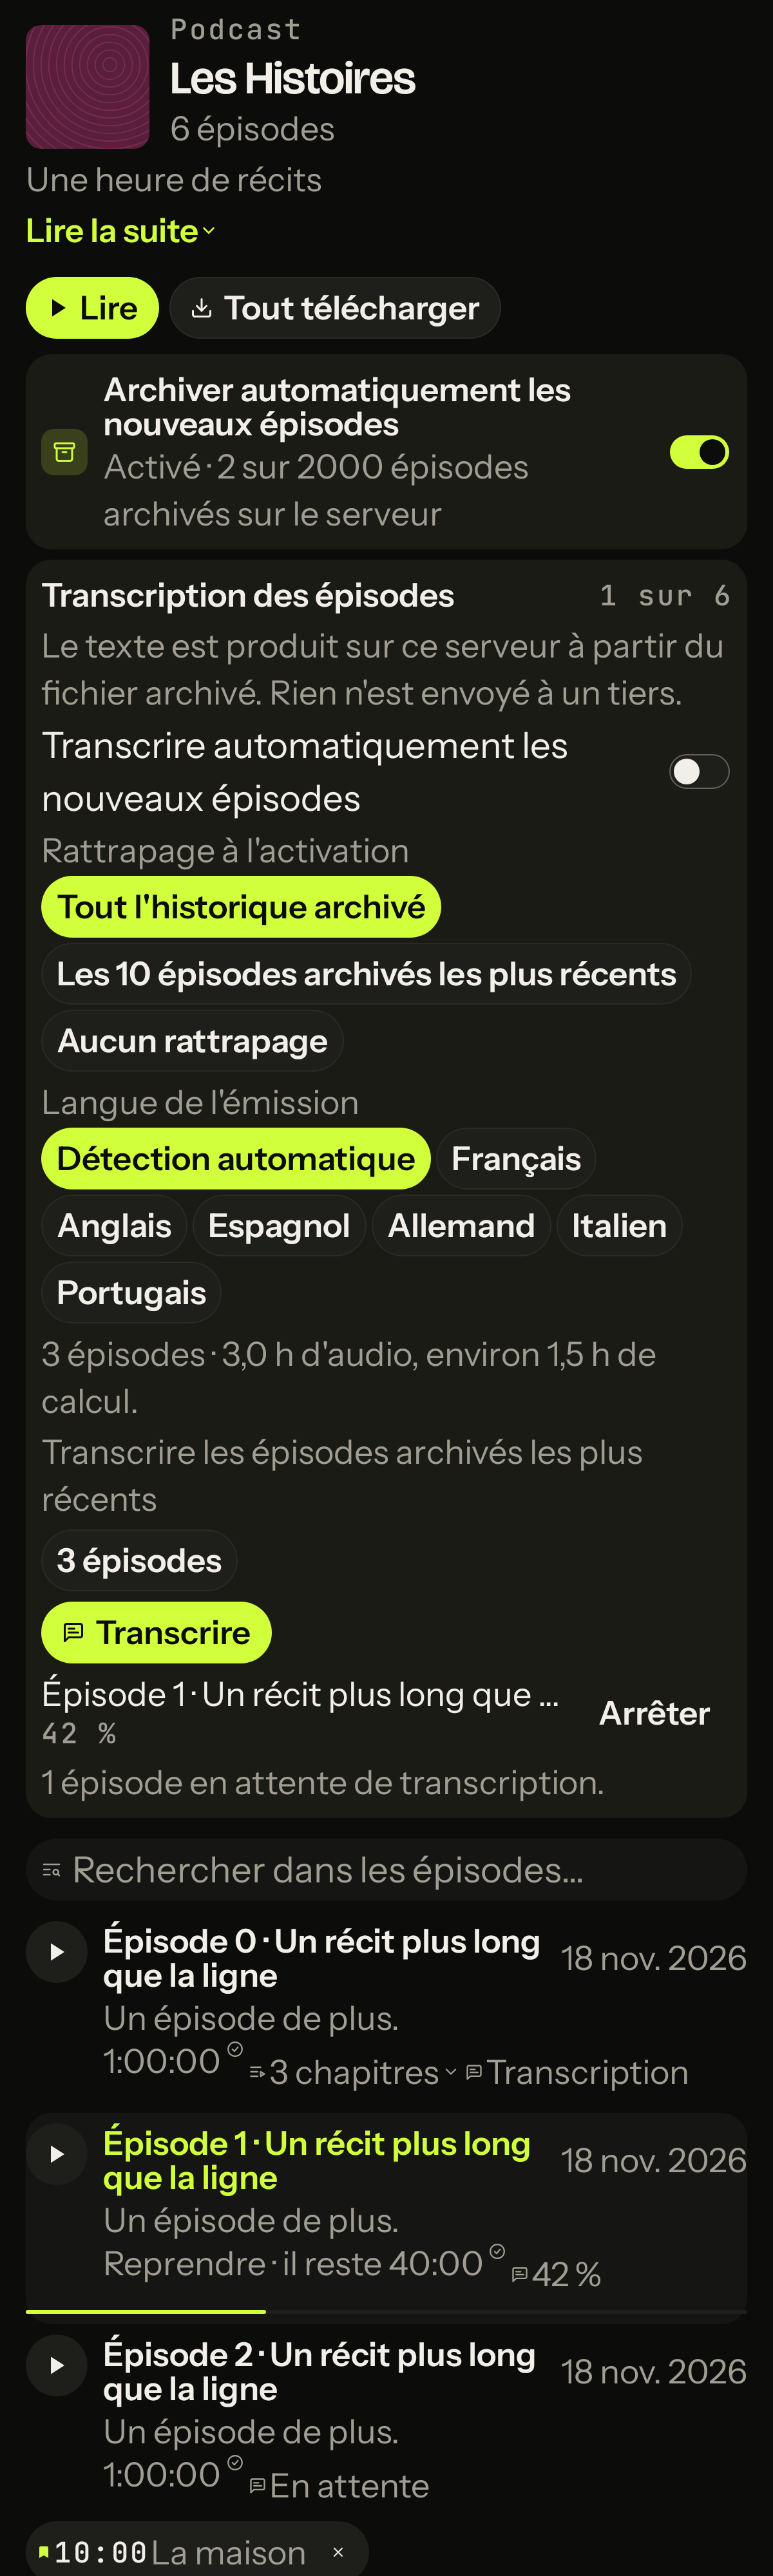 Podcast
Les Histoires
6 épisodes
Une heure de récits
Lire la suite
Lire
Tout télécharger
Archiver automatiquement les
nouveaux épisodes
Activé · 2 sur 2000 épisodes
archivés sur le serveur
Transcription des épisodes
1 sur 6
Le texte est produit sur ce serveur à partir du
fichier archivé. Rien n'est envoyé à un tiers.
Transcrire automatiquement les
nouveaux épisodes
Rattrapage à l'activation
Tout l'historique archivé
Les 10 épisodes archivés les plus récents
Aucun rattrapage
Langue de l'émission
Détection automatique
Français
Anglais
Espagnol
Allemand
Italien
Portugais
3 épisodes · 3,0 h d'audio, environ 1,5 h de
calcul.
Transcrire les épisodes archivés les plus
récents
3 épisodes
Transcrire
Épisode 1 · Un récit plus long que ...
42 %
Arrêter
1 épisode en attente de transcription.
Rechercher dans les épisodes...
Épisode 0 · Un récit plus long
que la ligne
18 nov. 2026
Un épisode de plus.
1:00:00
3 chapitres
Transcription
Épisode 1 · Un récit plus long
que la ligne
18 nov. 2026
Un épisode de plus.
Reprendre · il reste 40:00
42 %
Épisode 2 · Un récit plus long
que la ligne
18 nov. 2026
Un épisode de plus.
1:00:00
En attente
10:00 La maison